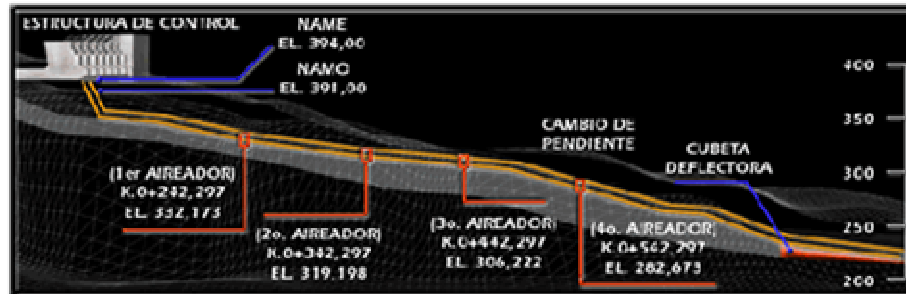 ESTRUCTURA DE CONTROL
NAME
EL. 394,00
NAMO
EL. 391,00
400
350
300
250
200
CAMBIO DE
PENDIENTE
CUBETA
DEFLECTORA
(1er AIREADOR)
K.0+242,297
EL. 332,173
(2o. AIREADOR)
K.0+342,297
EL. 319,198
(3o. AIREADOR)
K.0+442,297
EL. 306,222
(4o. AIREADOR)
K.0+542,297
EL. 282,673